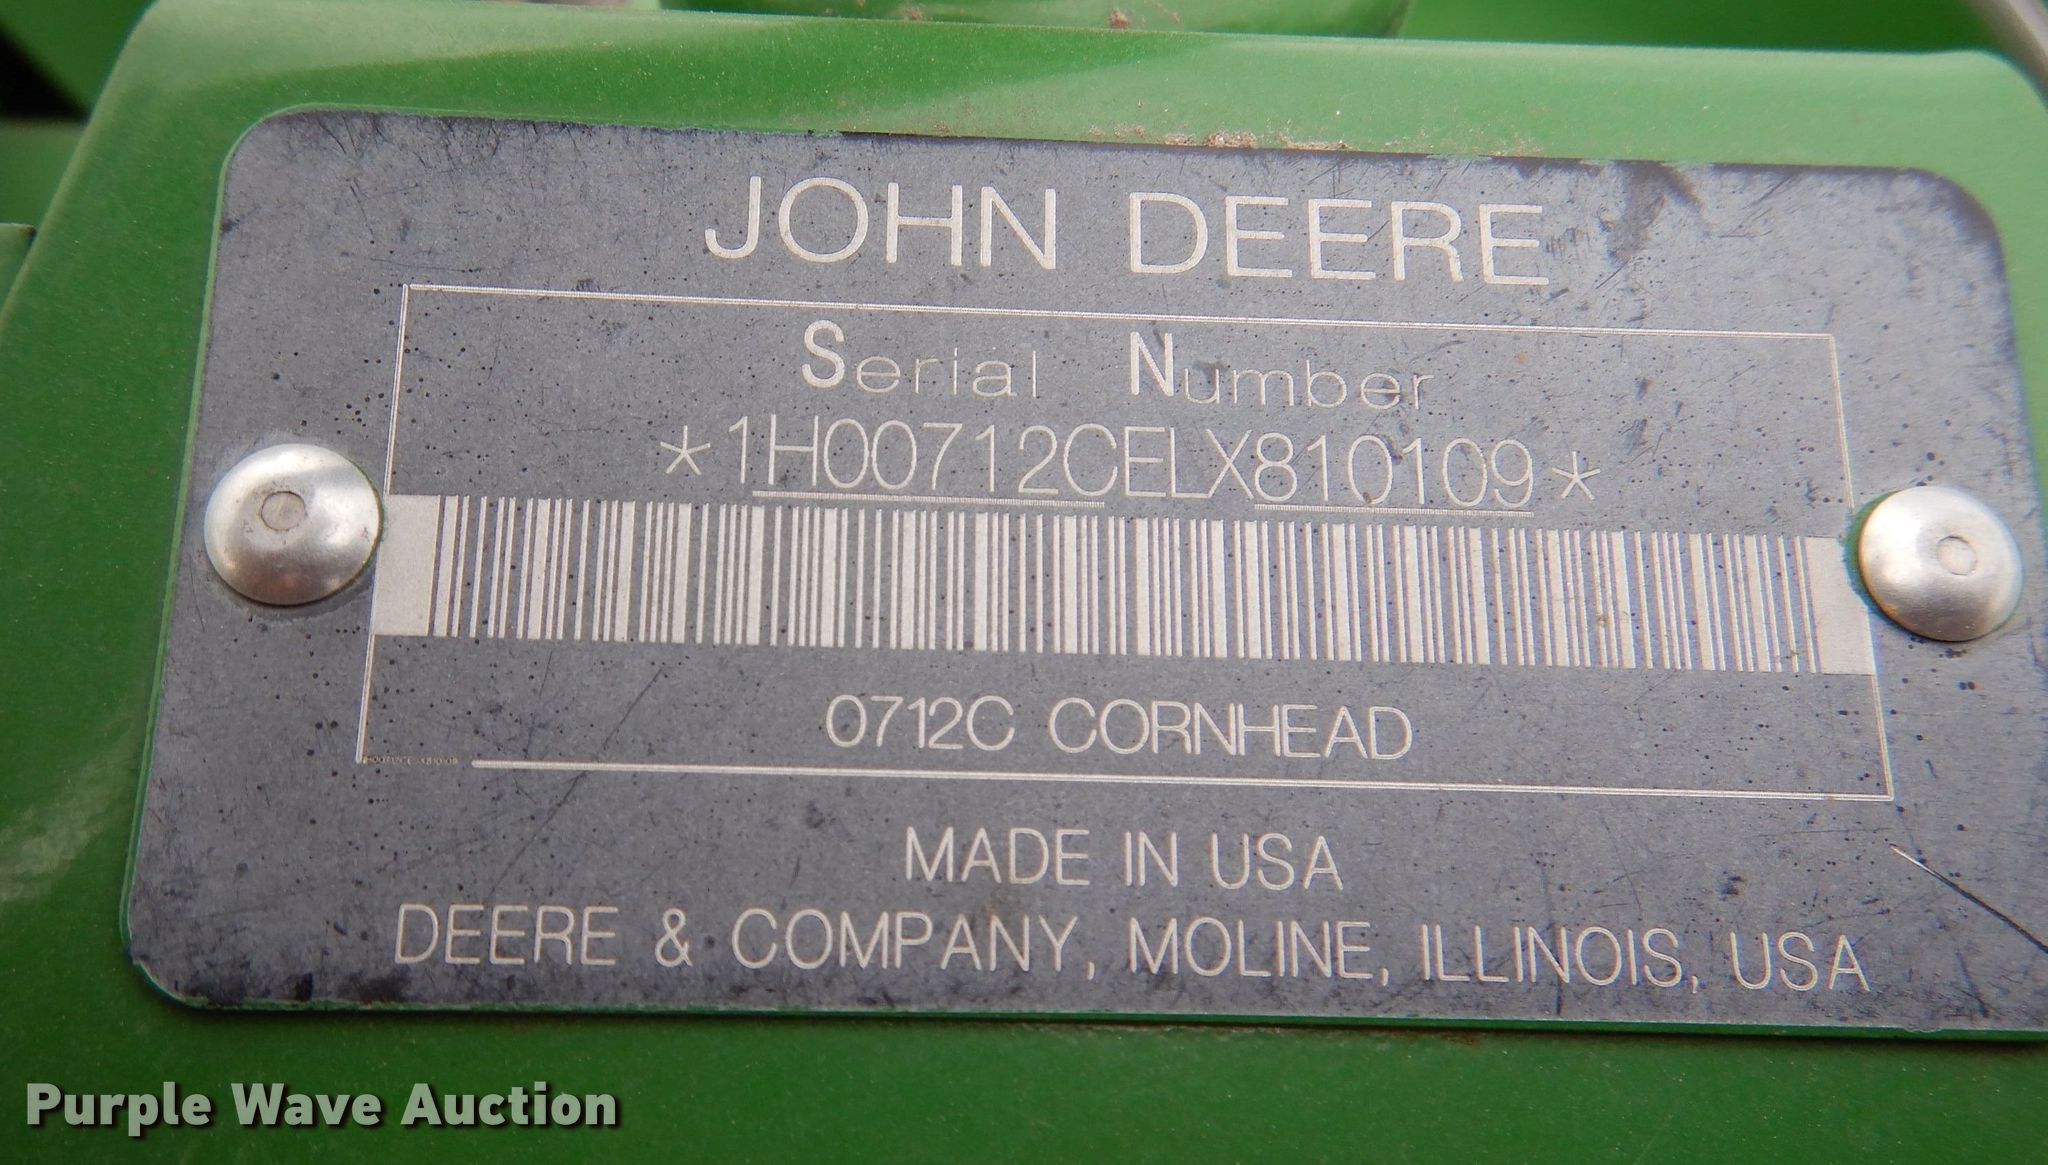 JOHN DEERE
Serial Number
*1H00712CELX810109*
0712C CORNHEAD
MADE IN USA
DEERE & COMPANY, MOLINE, ILLINOIS, USA
Purple Wave Auction